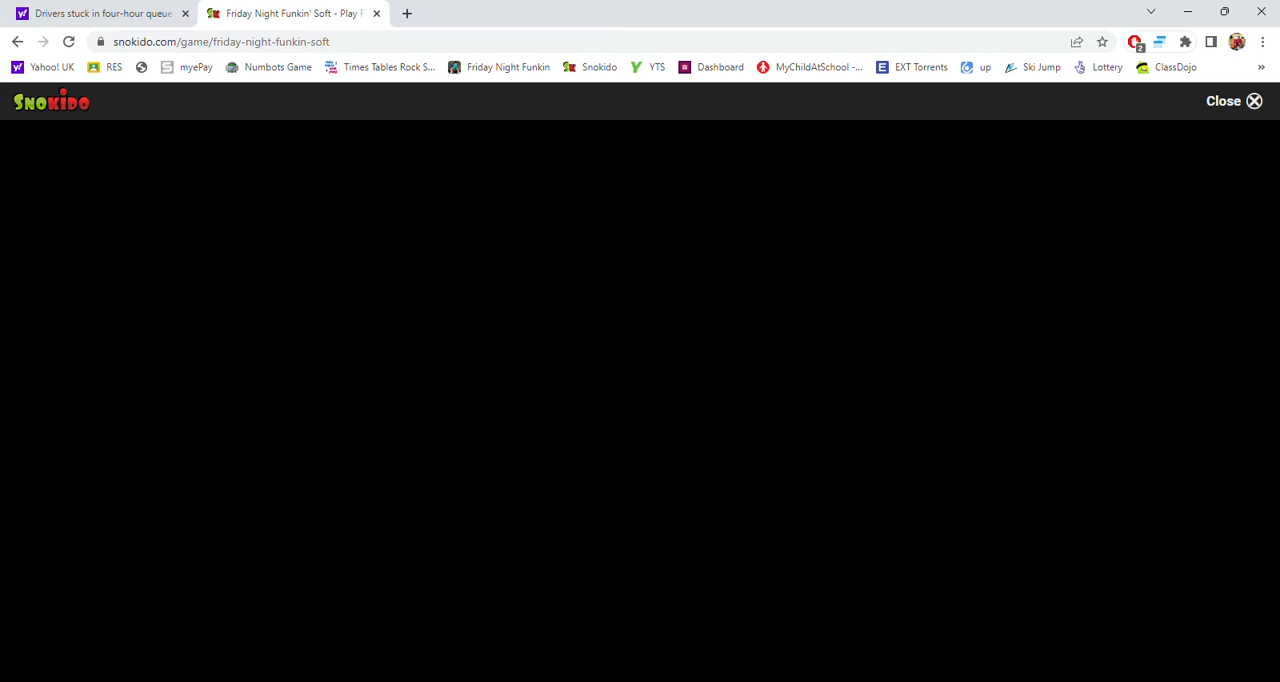 Drivers stuck in four-hour queue
Friday Night Funkin' Soft - Play F
snokido.com/game/friday-night-funkin-soft
2
Yahoo! UK RES myePay Numbots Game Times Tables Rock S... Friday Night Funkin Snokido YTS Dashboard MyChildAtSchool -... EXT Torrents up Ski Jump Lottery ClassDojo »
SNOKIDO Close